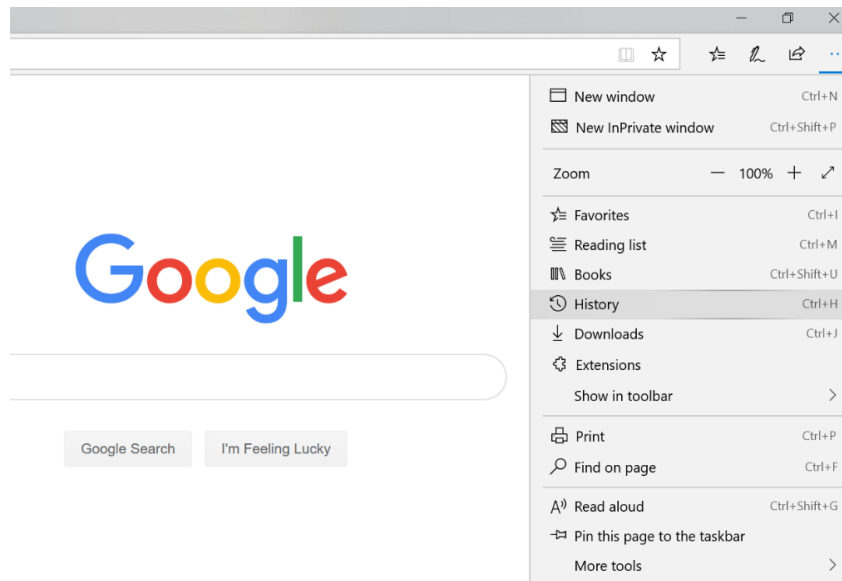 New window Ctrl+N
New InPrivate window Ctrl+Shift+P
Zoom — 100% +
Favorites Ctrl+I
Reading list Ctrl+M
Books Ctrl+Shift+U
Google
History Ctrl+H
Downloads Ctrl+J
Extensions
Show in toolbar
Google Search I'm Feeling Lucky
Print Ctrl+P
Find on page Ctrl+F
Read aloud Ctrl+Shift+G
Pin this page to the taskbar
More tools